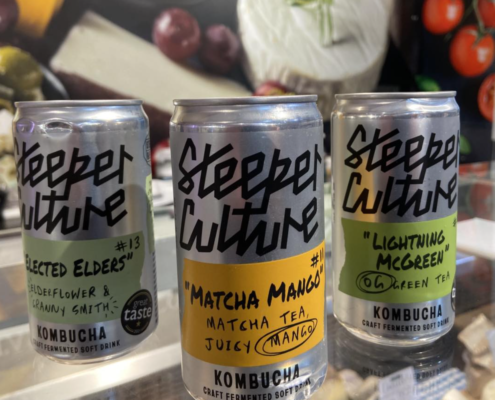 Steeper
Culture
#13
ELECTED ELDERS"
ELDERFLOWER &
GRANNY SMITH
great
taste
KOMBUCHA
CRAFT FERMENTED SOFT DRINK
Steeper
Culture
"MATCHA MANGO"
MATCHA TEA,
JUICY MANGO
KOMBUCHA
CRAFT FERMENTED SOFT DRINK
Steeper
Culture
"LIGHTNING
MCGREEN"
OG GREEN TEA
KOMBUCHA
CRAFT FERMENTED SOFT DRINK